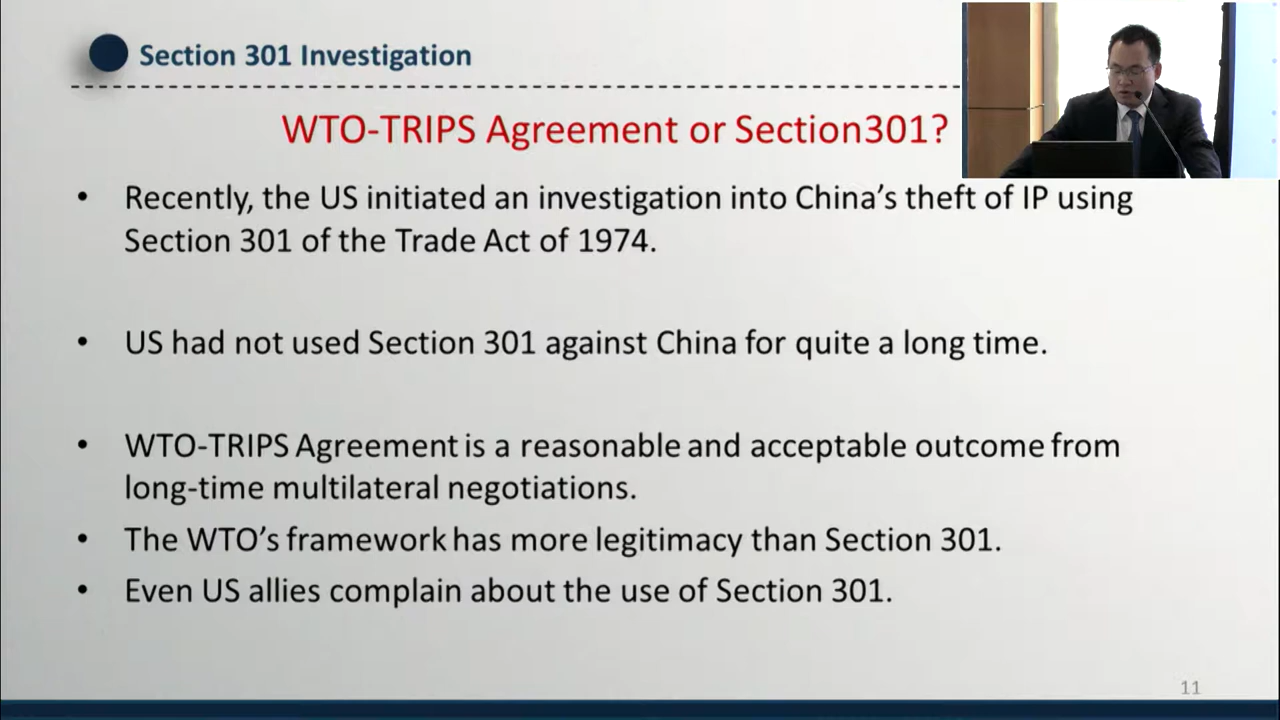 Section 301 Investigation
WTO-TRIPS Agreement or Section301?
• Recently, the US initiated an investigation into China’s theft of IP using
Section 301 of the Trade Act of 1974.
• US had not used Section 301 against China for quite a long time.
• WTO-TRIPS Agreement is a reasonable and acceptable outcome from
long-time multilateral negotiations.
• The WTO’s framework has more legitimacy than Section 301.
• Even US allies complain about the use of Section 301.
11